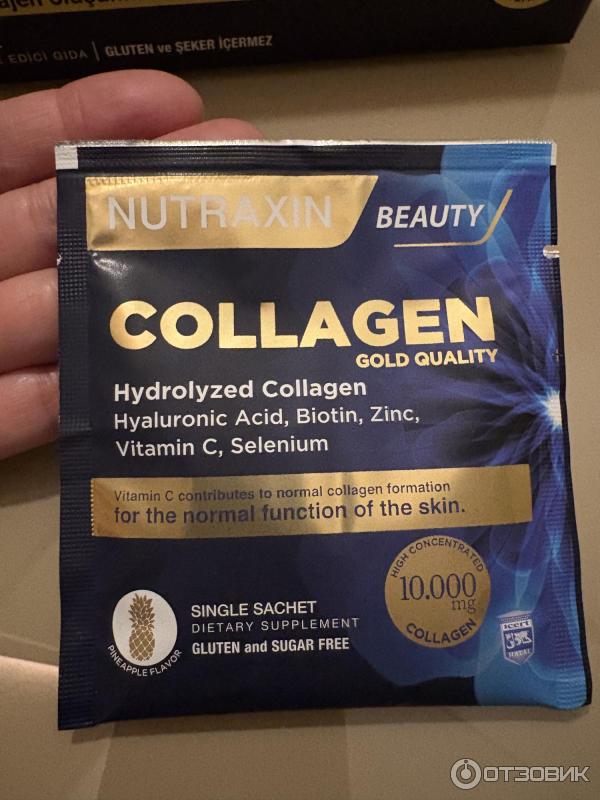 EDİCİ GIDA | GLUTEN ve ŞEKER İÇERMEZ
NUTRAXIN
BEAUTY
COLLAGEN
GOLD QUALITY
Hydrolyzed Collagen
Hyaluronic Acid, Biotin, Zinc,
Vitamin C, Selenium
Vitamin C contributes to normal collagen formation
for the normal function of the skin.
HIGH CONCENTRATED
10.000
mg
COLLAGEN
PINEAPPLE FLAVOR
SINGLE SACHET
DIETARY SUPPLEMENT
GLUTEN and SUGAR FREE
icert
HALAL
ОТЗОВИК